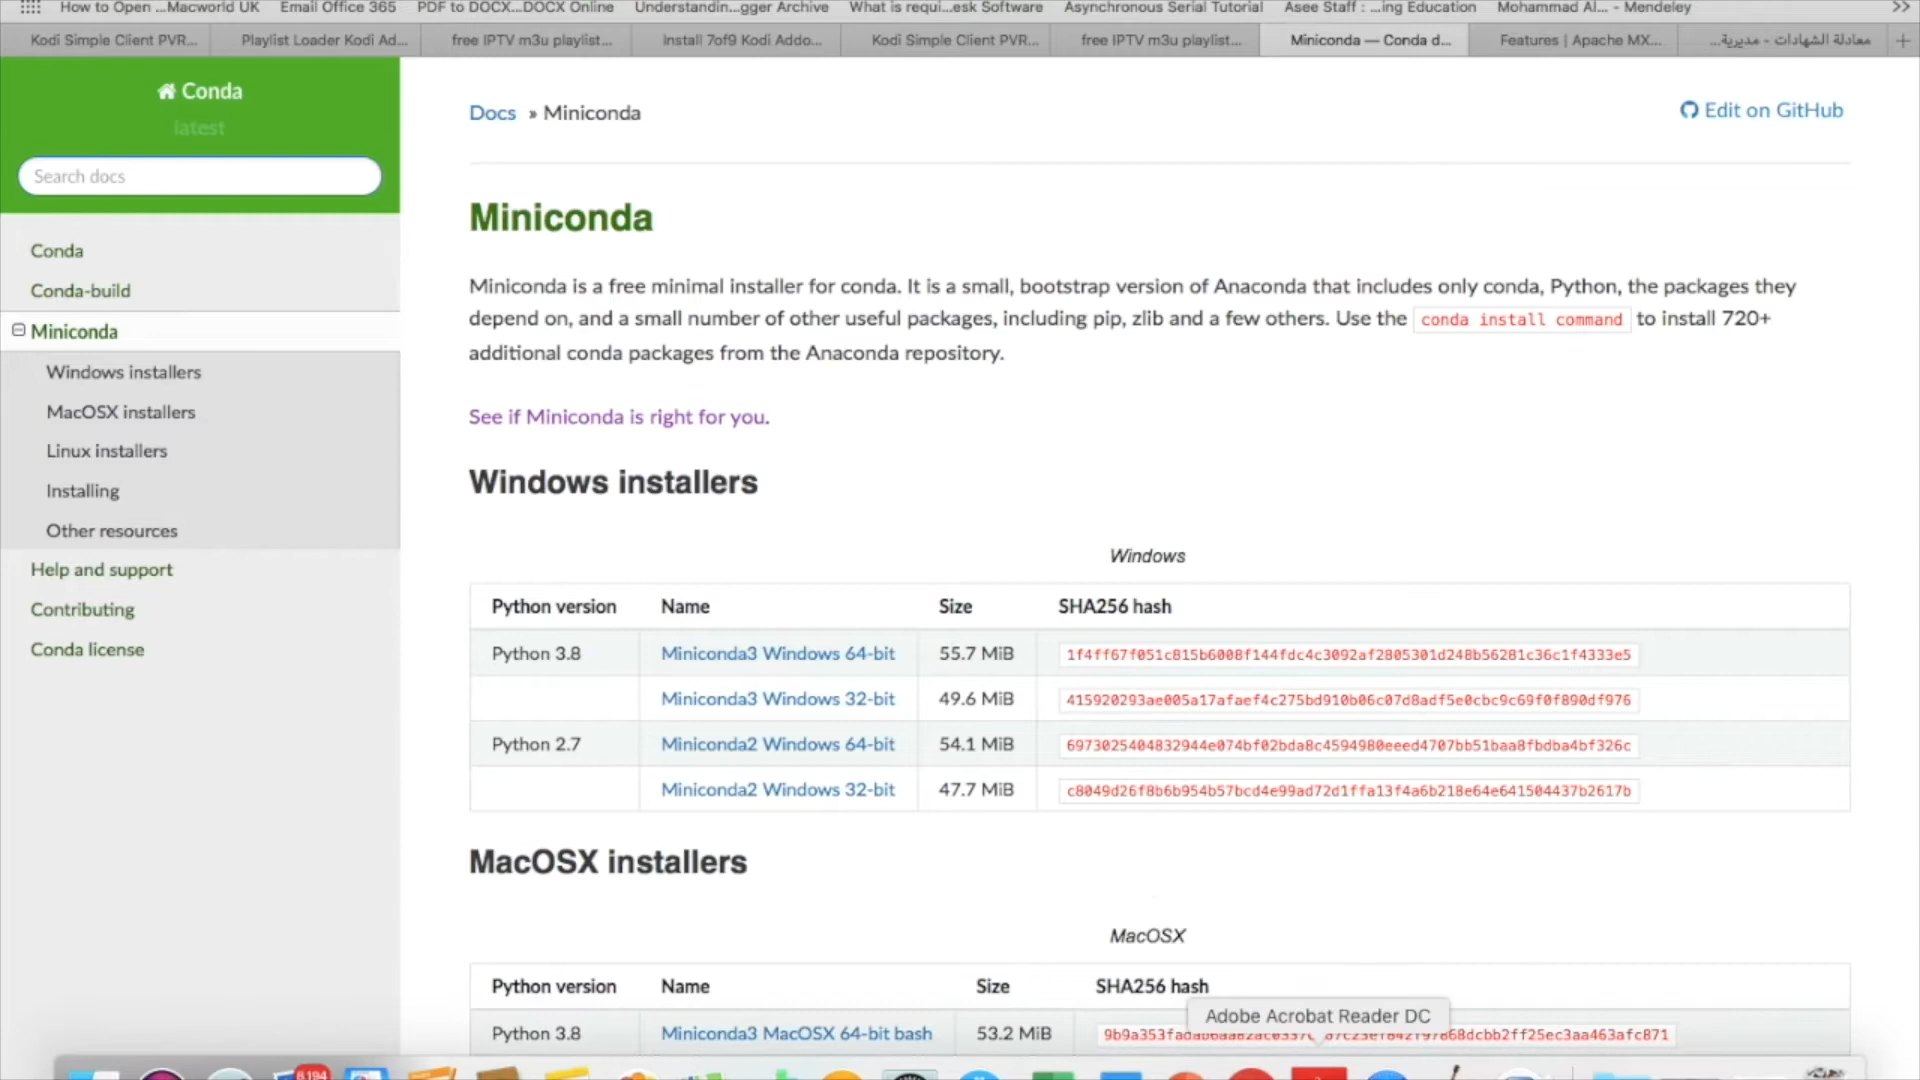 How to Open ...Macworld UK Email Office 365 PDF to DOCX...DOCX Online Understandin...gger Archive What is requi...esk Software Asynchronous Serial Tutorial Asee Staff : ...ing Education Mohammad Al... - Mendeley >>
Kodi Simple Client PVR... Playlist Loader Kodi Ad... free IPTV m3u playlist... Install 7of9 Kodi Addo... Kodi Simple Client PVR... free IPTV m3u playlist... Miniconda — Conda d... Features | Apache MX... معادلة الشهادات - مديرية... +
Conda
latest
Search docs
Conda
Conda-build
Miniconda
Windows installers
MacOSX installers
Linux installers
Installing
Other resources
Help and support
Contributing
Conda license
Docs » Miniconda
Edit on GitHub
Miniconda
Miniconda is a free minimal installer for conda. It is a small, bootstrap version of Anaconda that includes only conda, Python, the packages they
depend on, and a small number of other useful packages, including pip, zlib and a few others. Use the conda install command to install 720+
additional conda packages from the Anaconda repository.
See if Miniconda is right for you.
Windows installers
Windows
Python version Name Size SHA256 hash
Python 3.8 Miniconda3 Windows 64-bit 55.7 MiB 1f4ff67f051c815b6008f144fdc4c3092af2805301d248b56281c36c1f4333e5
Miniconda3 Windows 32-bit 49.6 MiB 415920293ae005a17afaef4c275bd910b06c07d8adf5e0cbc9c69f0f890df976
Python 2.7 Miniconda2 Windows 64-bit 54.1 MiB 6973025404832944e074bf02bda8c4594980eeed4707bb51baa8fbdba4bf326c
Miniconda2 Windows 32-bit 47.7 MiB c8049d26f8b6b954b57bcd4e99ad72d1ffa13f4a6b218e64e641504437b2617b
MacOSX installers
MacOSX
Python version Name Size SHA256 hash
Adobe Acrobat Reader DC
Python 3.8 Miniconda3 MacOSX 64-bit bash 53.2 MiB
8,194